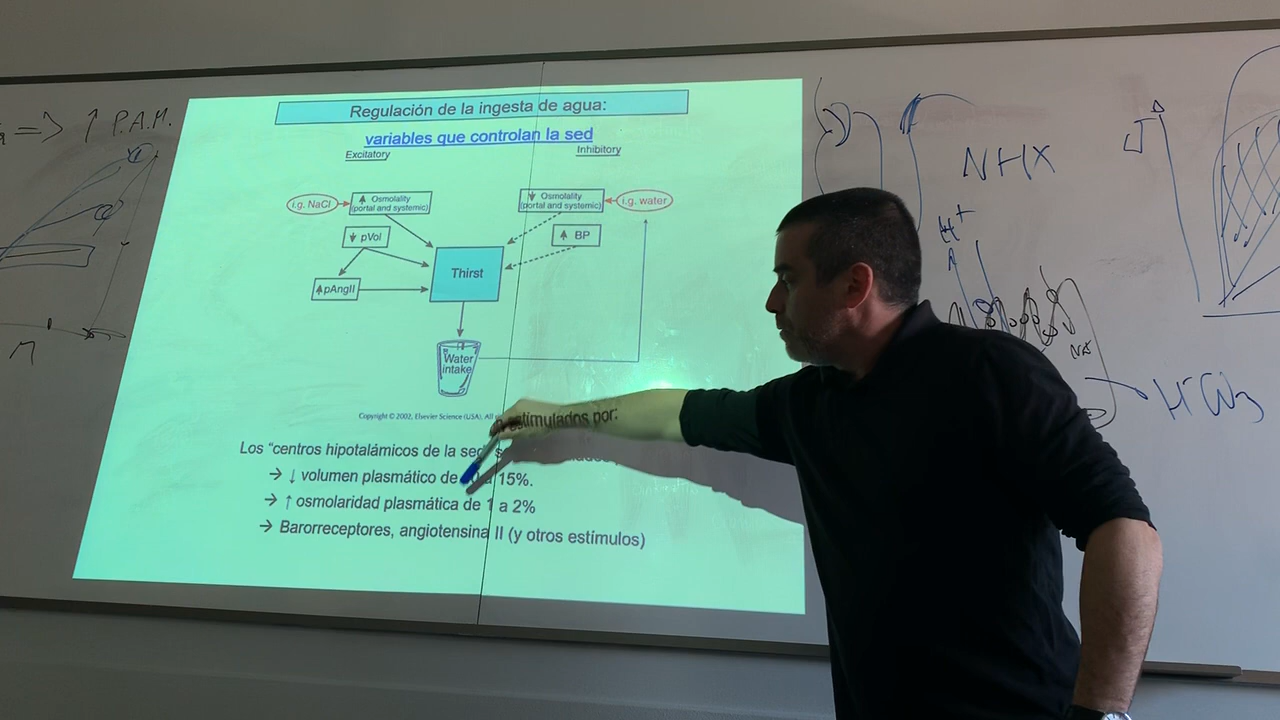 => ↑ P.A.M.
Regulación de la ingesta de agua:
variables que controlan la sed
Excitatory
Inhibitory
i.g. NaCl
↑ Osmolality
(portal and systemic)
↓ Osmolality
(portal and systemic)
i.g. water
↓ pVol
↑ BP
Thirst
↑pAngII
Water
intake
Copyright © 2002, Elsevier Science (USA). All
Los “centros hipotalámicos de la sed estimulados por:
→ ↓ volumen plasmático de 15%.
→ ↑ osmolaridad plasmática de 1 a 2%
→ Barorreceptores, angiotensina II (y otros estímulos)
NHX
H+